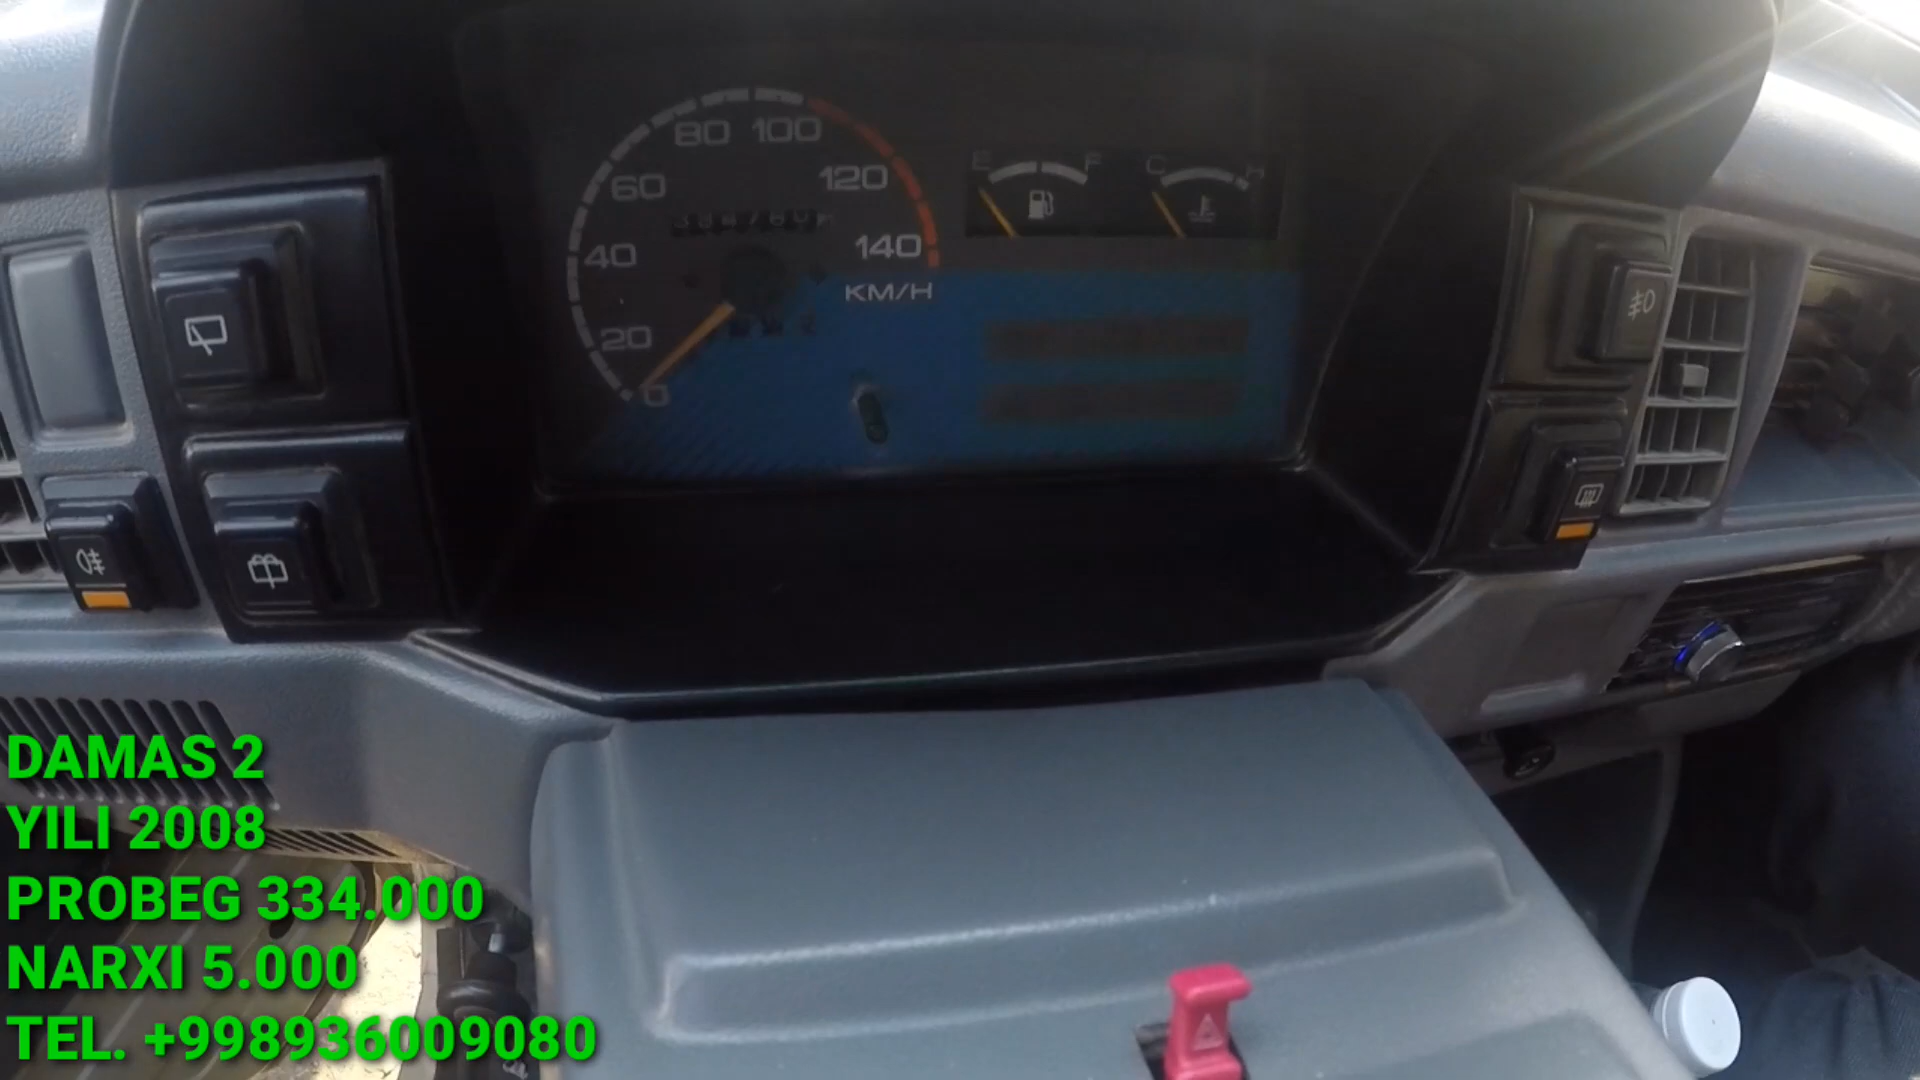 80 100
60 120
E F C H
40 140
KM/H
20
0
DAMAS 2
YILI 2008
PROBEG 334.000
NARXI 5.000
TEL. +998936009080